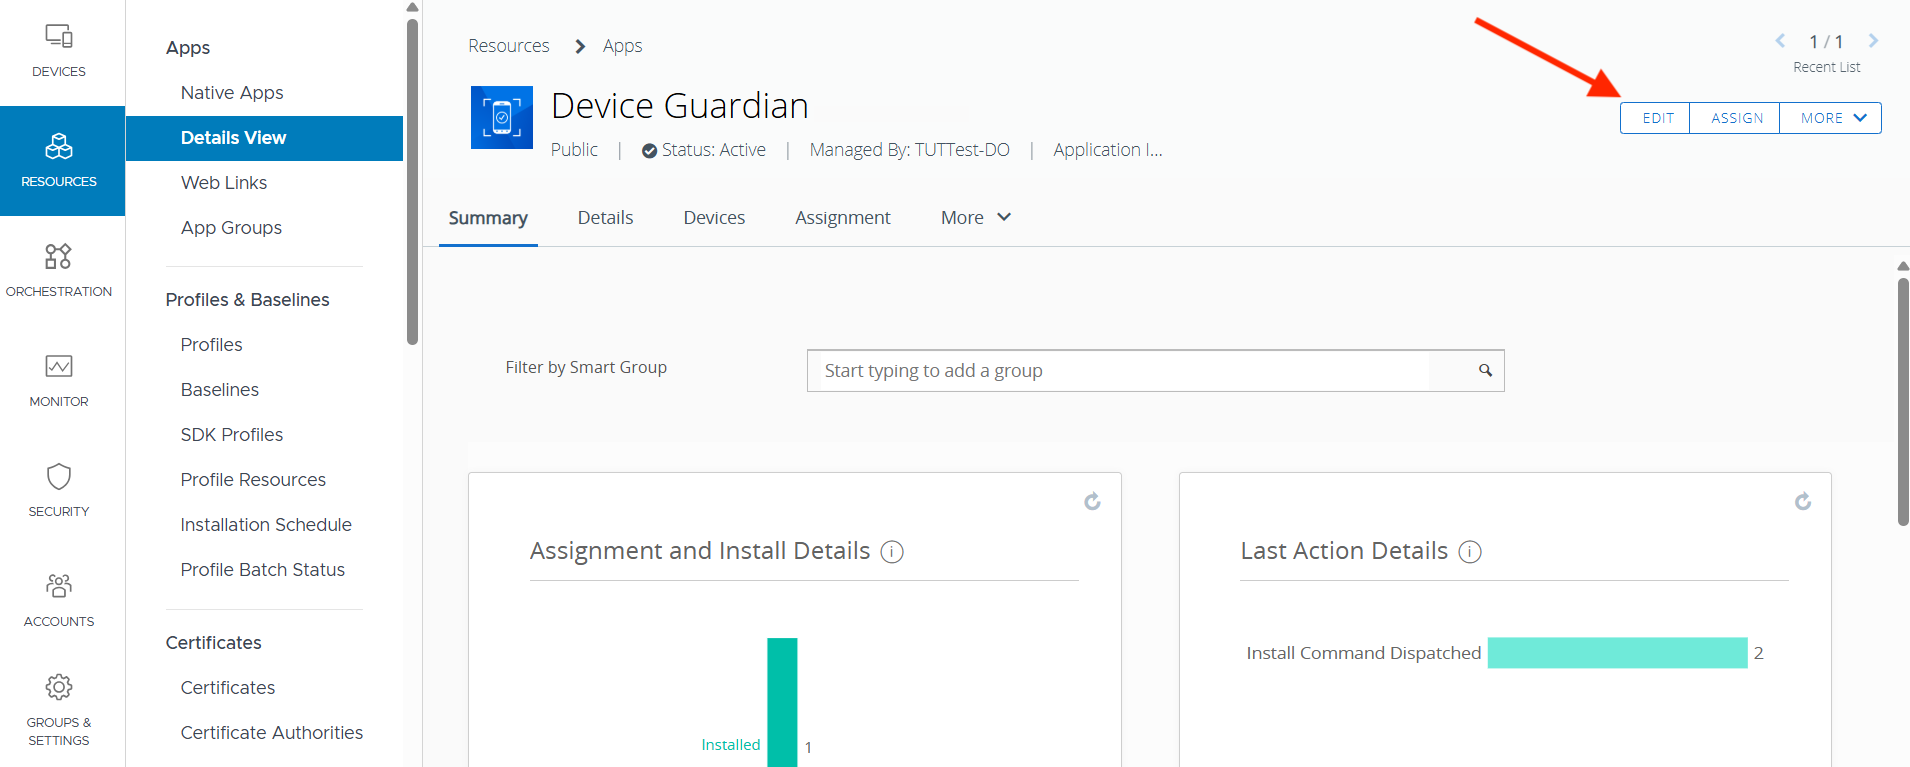 DEVICES
RESOURCES
ORCHESTRATION
MONITOR
SECURITY
ACCOUNTS
GROUPS &
SETTINGS
Apps
Native Apps
Details View
Web Links
App Groups
Profiles & Baselines
Profiles
Baselines
SDK Profiles
Profile Resources
Installation Schedule
Profile Batch Status
Certificates
Certificates
Certificate Authorities
Resources > Apps
1 / 1
Recent List
Device Guardian
Public | Status: Active | Managed By: TUTTest-DO | Application I...
EDIT ASSIGN MORE
Summary Details Devices Assignment More
Filter by Smart Group
Start typing to add a group
Assignment and Install Details
Installed 1
Last Action Details
Install Command Dispatched 2